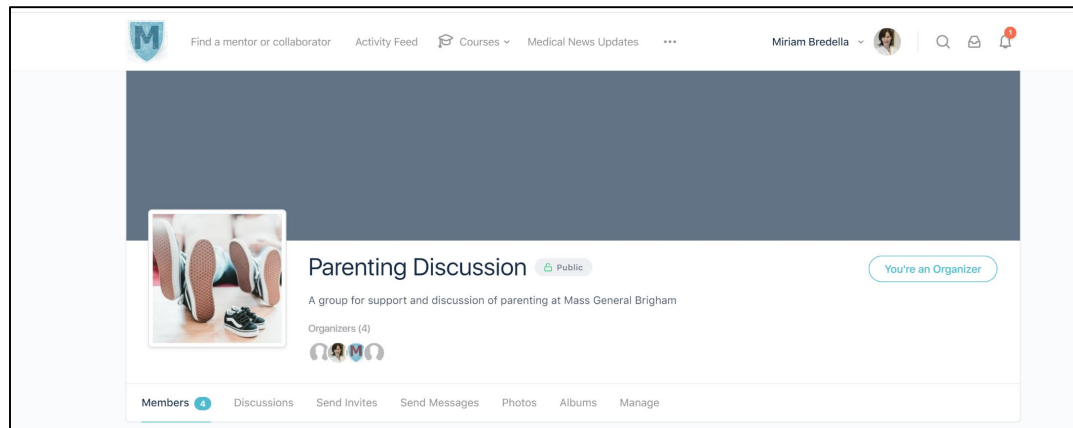 M
Find a mentor or collaborator Activity Feed Courses Medical News Updates ••• Miriam Bredella 1
Parenting Discussion Public
You're an Organizer
A group for support and discussion of parenting at Mass General Brigham
Organizers (4)
M
Members 4 Discussions Send Invites Send Messages Photos Albums Manage